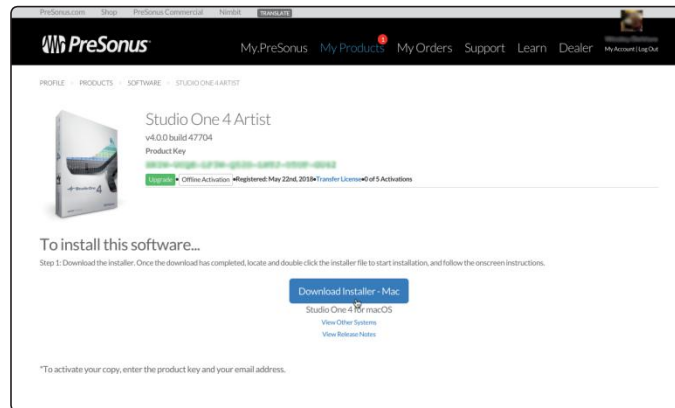 PreSonus.com Shop PreSonus Commercial Nimbit TRANSLATE
PreSonus My.PreSonus My Products 1 My Orders Support Learn Dealer My Account | Log Out
PROFILE PRODUCTS SOFTWARE STUDIO ONE 4 ARTIST
Studio One 4 Artist
v4.0.0 build 47704
Product Key
Upgrade • Offline Activation •Registered: May 22nd, 2018•Transfer License•0 of 5 Activations
StudioOne 4
To install this software...
Step 1: Download the installer. Once the download has completed, locate and double click the installer file to start installation, and follow the onscreen instructions.
Download Installer - Mac
Studio One 4 for macOS
View Other Systems
View Release Notes
*To activate your copy, enter the product key and your email address.